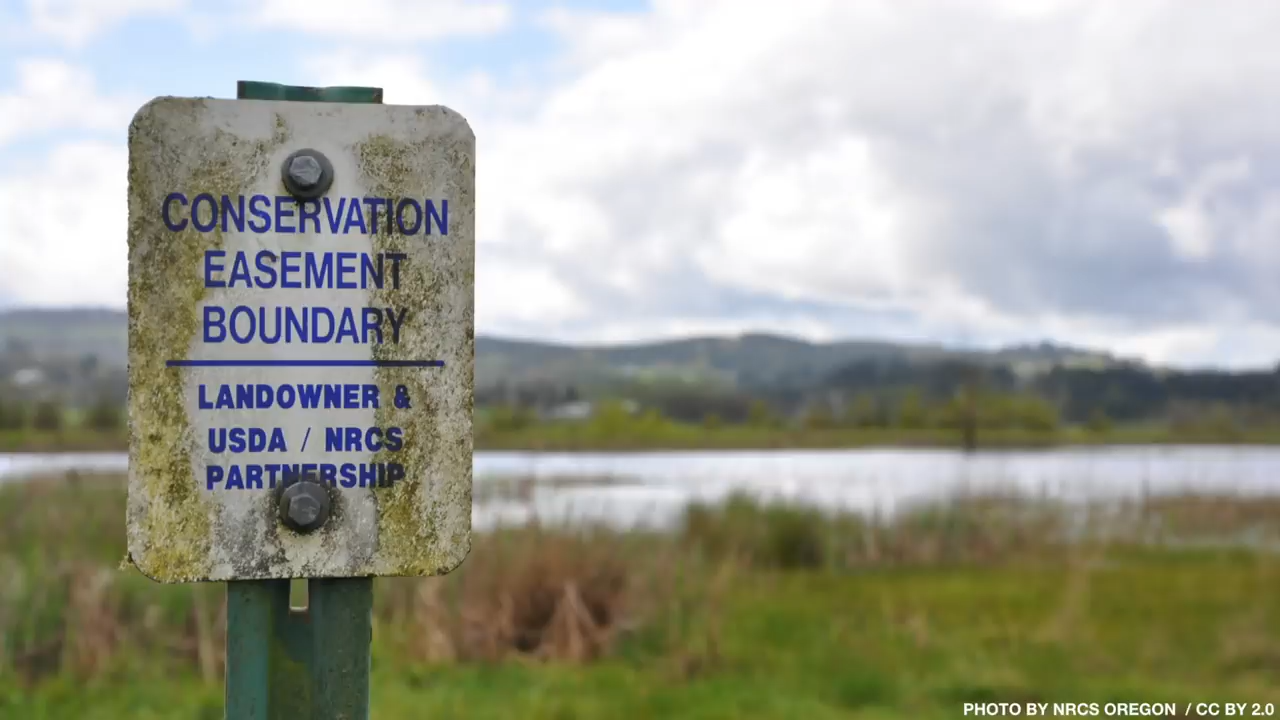 CONSERVATION
EASEMENT
BOUNDARY
LANDOWNER &
USDA / NRCS
PARTNERSHIP
PHOTO BY NRCS OREGON / CC BY 2.0